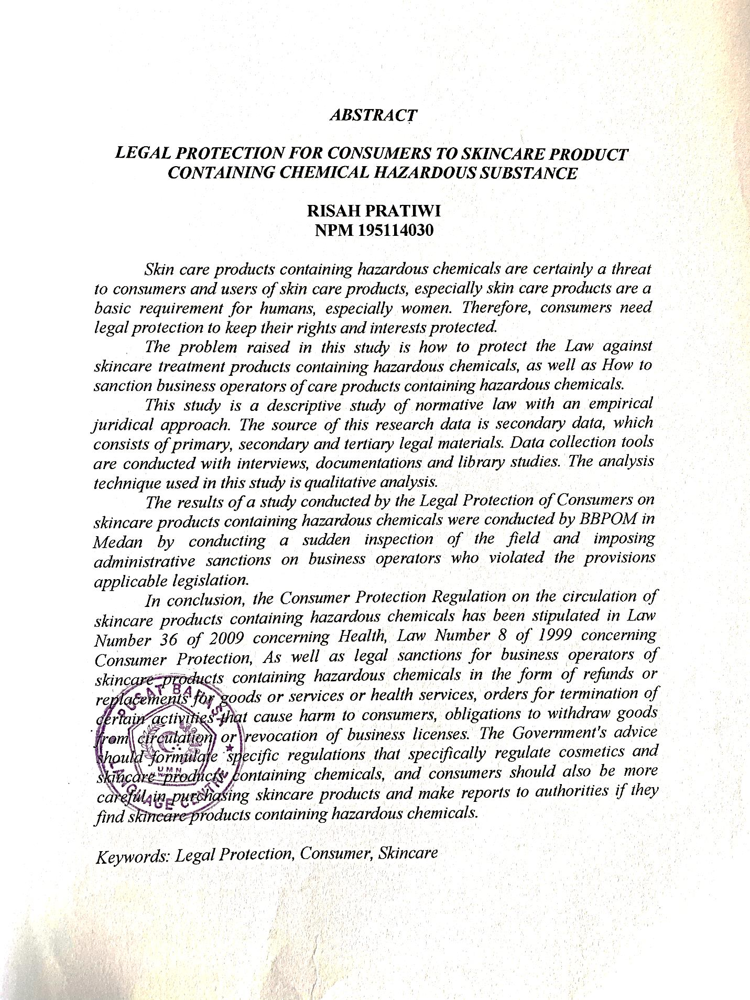 ABSTRACT
LEGAL PROTECTION FOR CONSUMERS TO SKINCARE PRODUCT
CONTAINING CHEMICAL HAZARDOUS SUBSTANCE
RISAH PRATIWI
NPM 195114030
Skin care products containing hazardous chemicals are certainly a threat
to consumers and users of skin care products, especially skin care products are a
basic requirement for humans, especially women. Therefore, consumers need
legal protection to keep their rights and interests protected.
The problem raised in this study is how to protect the Law against
skincare treatment products containing hazardous chemicals, as well as How to
sanction business operators of care products containing hazardous chemicals.
This study is a descriptive study of normative law with an empirical
juridical approach. The source of this research data is secondary data, which
consists of primary, secondary and tertiary legal materials. Data collection tools
are conducted with interviews, documentations and library studies. The analysis
technique used in this study is qualitative analysis.
The results of a study conducted by the Legal Protection of Consumers on
skincare products containing hazardous chemicals were conducted by BBPOM in
Medan by conducting a sudden inspection of the field and imposing
administrative sanctions on business operators who violated the provisions
applicable legislation.
In conclusion, the Consumer Protection Regulation on the circulation of
skincare products containing hazardous chemicals has been stipulated in Law
Number 36 of 2009 concerning Health, Law Number 8 of 1999 concerning
Consumer Protection, As well as legal sanctions for business operators of
skincare products containing hazardous chemicals in the form of refunds or
replacements for goods or services or health services, orders for termination of
certain activities that cause harm to consumers, obligations to withdraw goods
from circulation or revocation of business licenses. The Government's advice
should formulate specific regulations that specifically regulate cosmetics and
skincare products containing chemicals, and consumers should also be more
careful in purchasing skincare products and make reports to authorities if they
find skincare products containing hazardous chemicals.
Keywords: Legal Protection, Consumer, Skincare
PUSAT BAHASA
UMN
LANGUAGE CENTRE